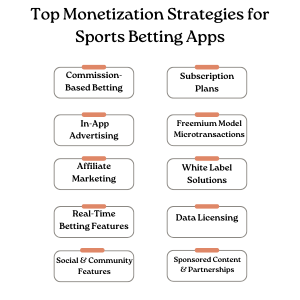 Top Monetization Strategies for
Sports Betting Apps
Commission-
Based Betting
Subscription
Plans
In-App
Advertising
Freemium Model
Microtransactions
Affiliate
Marketing
White Label
Solutions
Real-Time
Betting Features
Data Licensing
Social & Community
Features
Sponsored Content
& Partnerships